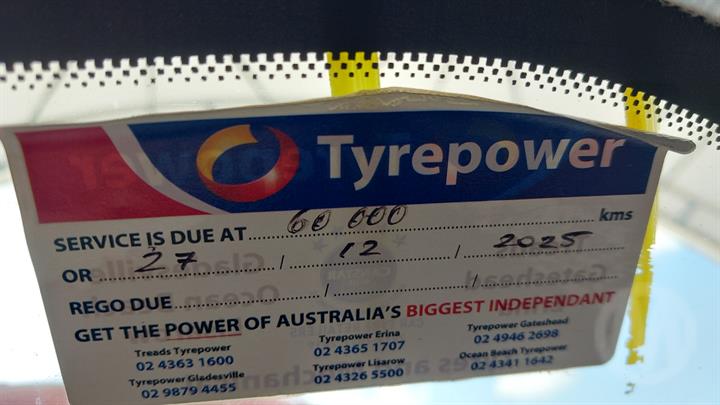 Tyrepower
SERVICE IS DUE AT 60 000 kms
OR 27 / 12 / 2025
REGO DUE / /
GET THE POWER OF AUSTRALIA'S BIGGEST INDEPENDANT
Treads Tyrepower
02 4363 1600
Tyrepower Gladesville
02 9879 4455
Tyrepower Erina
02 4365 1707
Tyrepower Lisarow
02 4326 5500
Tyrepower Gateshead
02 4946 2698
Ocean Beach Tyrepower
02 4341 1642